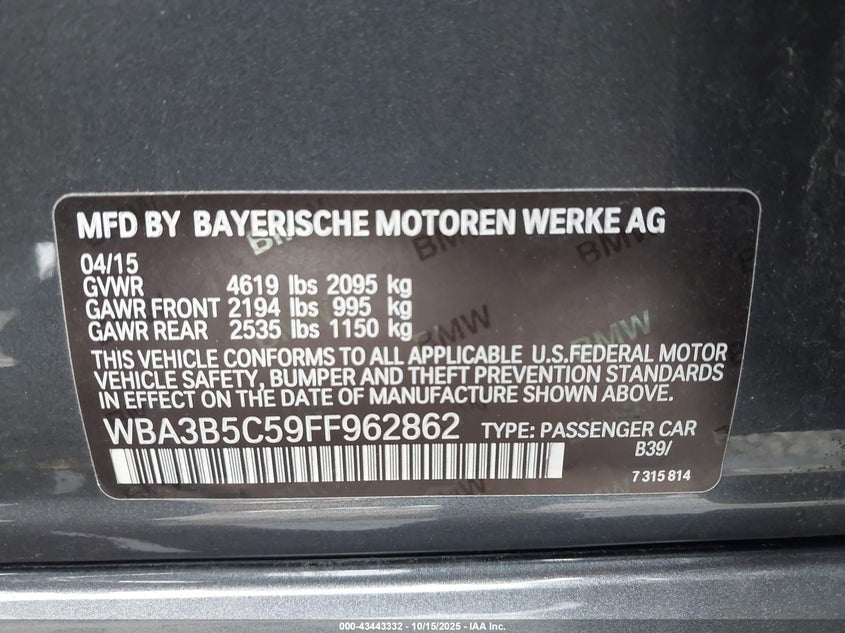 MFD BY BAYERISCHE MOTOREN WERKE AG
04/15
GVWR 4619 lbs 2095 kg
GAWR FRONT 2194 lbs 995 kg
GAWR REAR 2535 lbs 1150 kg
THIS VEHICLE CONFORMS TO ALL APPLICABLE U.S.FEDERAL MOTOR
VEHICLE SAFETY, BUMPER AND THEFT PREVENTION STANDARDS
IN EFFECT ON THE DATE OF MANUFACTURE SHOWN ABOVE.
WBA3B5C59FF962862 TYPE: PASSENGER CAR
B39/
7 315 814
000-43443332 - 10/15/2025 - IAA Inc.